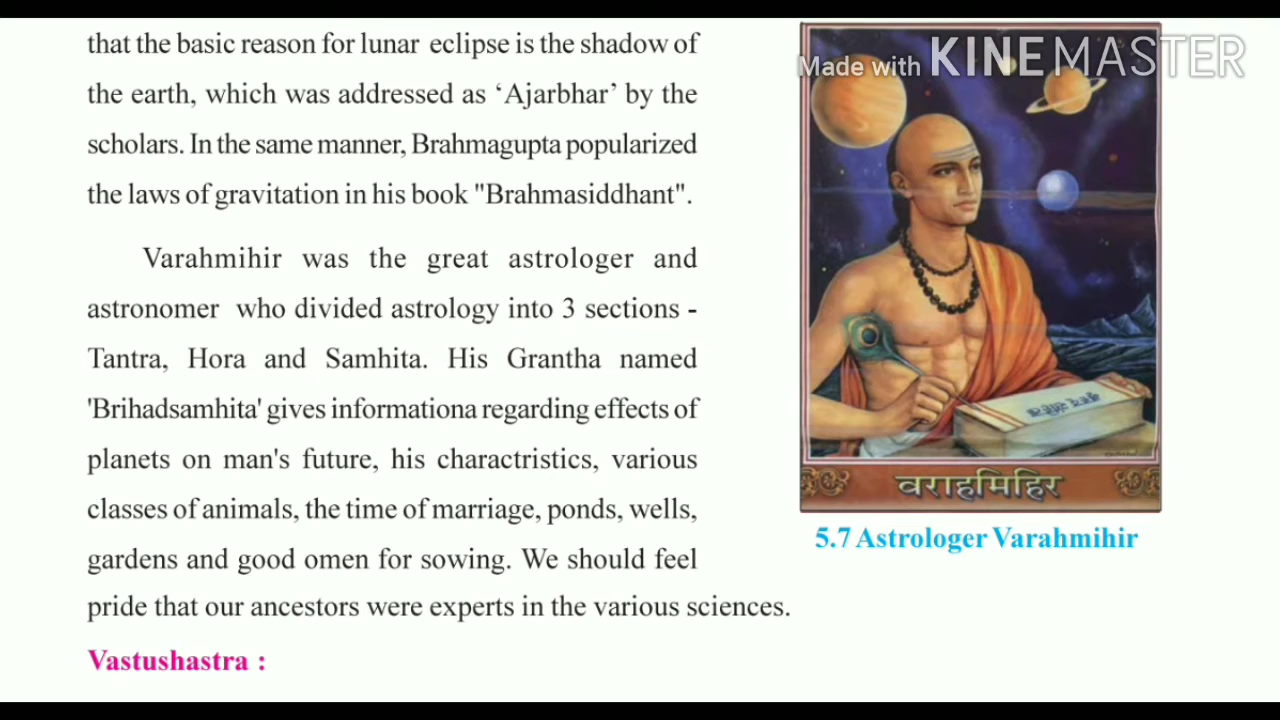 that the basic reason for lunar eclipse is the shadow of
the earth, which was addressed as ‘Ajarbhar’ by the
scholars. In the same manner, Brahmagupta popularized
the laws of gravitation in his book "Brahmasiddhant".
Varahmihir was the great astrologer and
astronomer who divided astrology into 3 sections -
Tantra, Hora and Samhita. His Grantha named
'Brihadsamhita' gives informationa regarding effects of
planets on man's future, his charactristics, various
classes of animals, the time of marriage, ponds, wells,
gardens and good omen for sowing. We should feel
pride that our ancestors were experts in the various sciences.
Vastushastra :
Made with KINEMASTER
वराहमिहिर
5.7 Astrologer Varahmihir